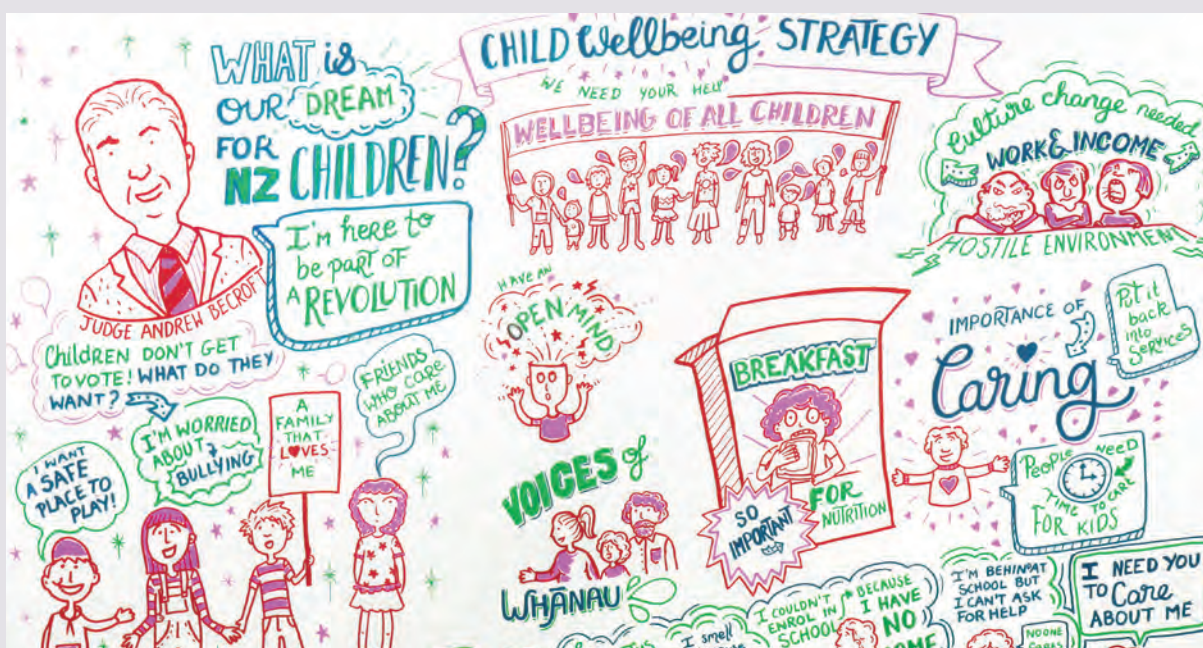 WHAT is
OUR DREAM
FOR
NZ CHILDREN?
I'm here to
be part OF
A REVOLUTION
JUDGE ANDREW BECROFT
Children DON'T GET
TO VOTE! WHAT DO THEY
WANT?
I WANT
A SAFE
PLACE TO
PLAY!
I'M WORRIED
ABOUT
BULLYING
A
FAMILY
THAT
LOVES
ME
FRIENDS
WHO CARE
ABOUT ME
CHILD Wellbeing STRATEGY
WE NEED YOUR HELP
WELLBEING OF ALL CHILDREN
HAVE AN
OPEN MIND
VOICES of
WHĀNAU
BREAKFAST
FOR
NUTRITION
SO
IMPORTANT
Culture change needed
WORK & INCOME
HOSTILE ENVIRONMENT
IMPORTANCE OF
Caring
Put it
back
into
Services
PEOPLE NEED
TIME TO CARE
FOR KIDS
I smell
I COULDN'T
ENROL IN
SCHOOL
BECAUSE
I HAVE
NO
I'M BEHIN AT
SCHOOL BUT
I CAN'T ASK
FOR HELP
NO ONE
I NEED YOU
TO Care
ABOUT ME